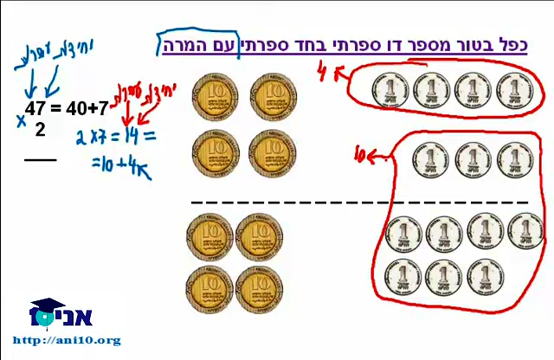 כפל בטור מספר דו ספרתי בחד ספרתי עם המרה
עשרות יחידות
47 = 40+7
x
2
עשרות יחידות
2x7=14=
=10+4
4
10
10 10 1 1 1 1
10 10 1 1 1
10 10 1 1 1 1
10 10 1 1 1
אני10
http://ani10.org